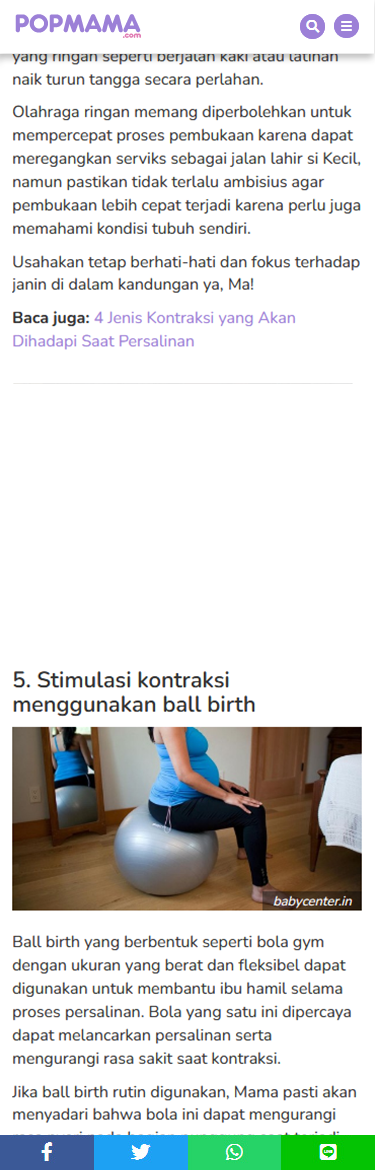 POPMAMA
.com
yang ringan seperti berjalan kaki atau latihan
naik turun tangga secara perlahan.
Olahraga ringan memang diperbolehkan untuk
mempercepat proses pembukaan karena dapat
meregangkan serviks sebagai jalan lahir si Kecil,
namun pastikan tidak terlalu ambisius agar
pembukaan lebih cepat terjadi karena perlu juga
memahami kondisi tubuh sendiri.
Usahakan tetap berhati-hati dan fokus terhadap
janin di dalam kandungan ya, Ma!
Baca juga: 4 Jenis Kontraksi yang Akan
Dihadapi Saat Persalinan
5. Stimulasi kontraksi
menggunakan ball birth
babycenter.in
Ball birth yang berbentuk seperti bola gym
dengan ukuran yang berat dan fleksibel dapat
digunakan untuk membantu ibu hamil selama
proses persalinan. Bola yang satu ini dipercaya
dapat melancarkan persalinan serta
mengurangi rasa sakit saat kontraksi.
Jika ball birth rutin digunakan, Mama pasti akan
menyadari bahwa bola ini dapat mengurangi